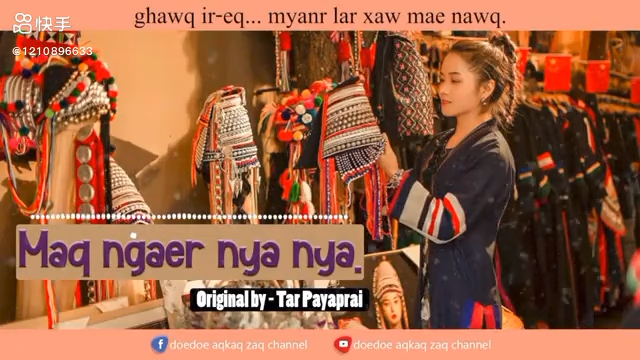 ghawq ir-eq... myanr lar xaw mae nawq.
快手
@1210896633
Maq ngaer nya nya.
Original by - Tar Payaprai
doedoe aqkaq zaq channel
doedoe aqkaq zaq channel